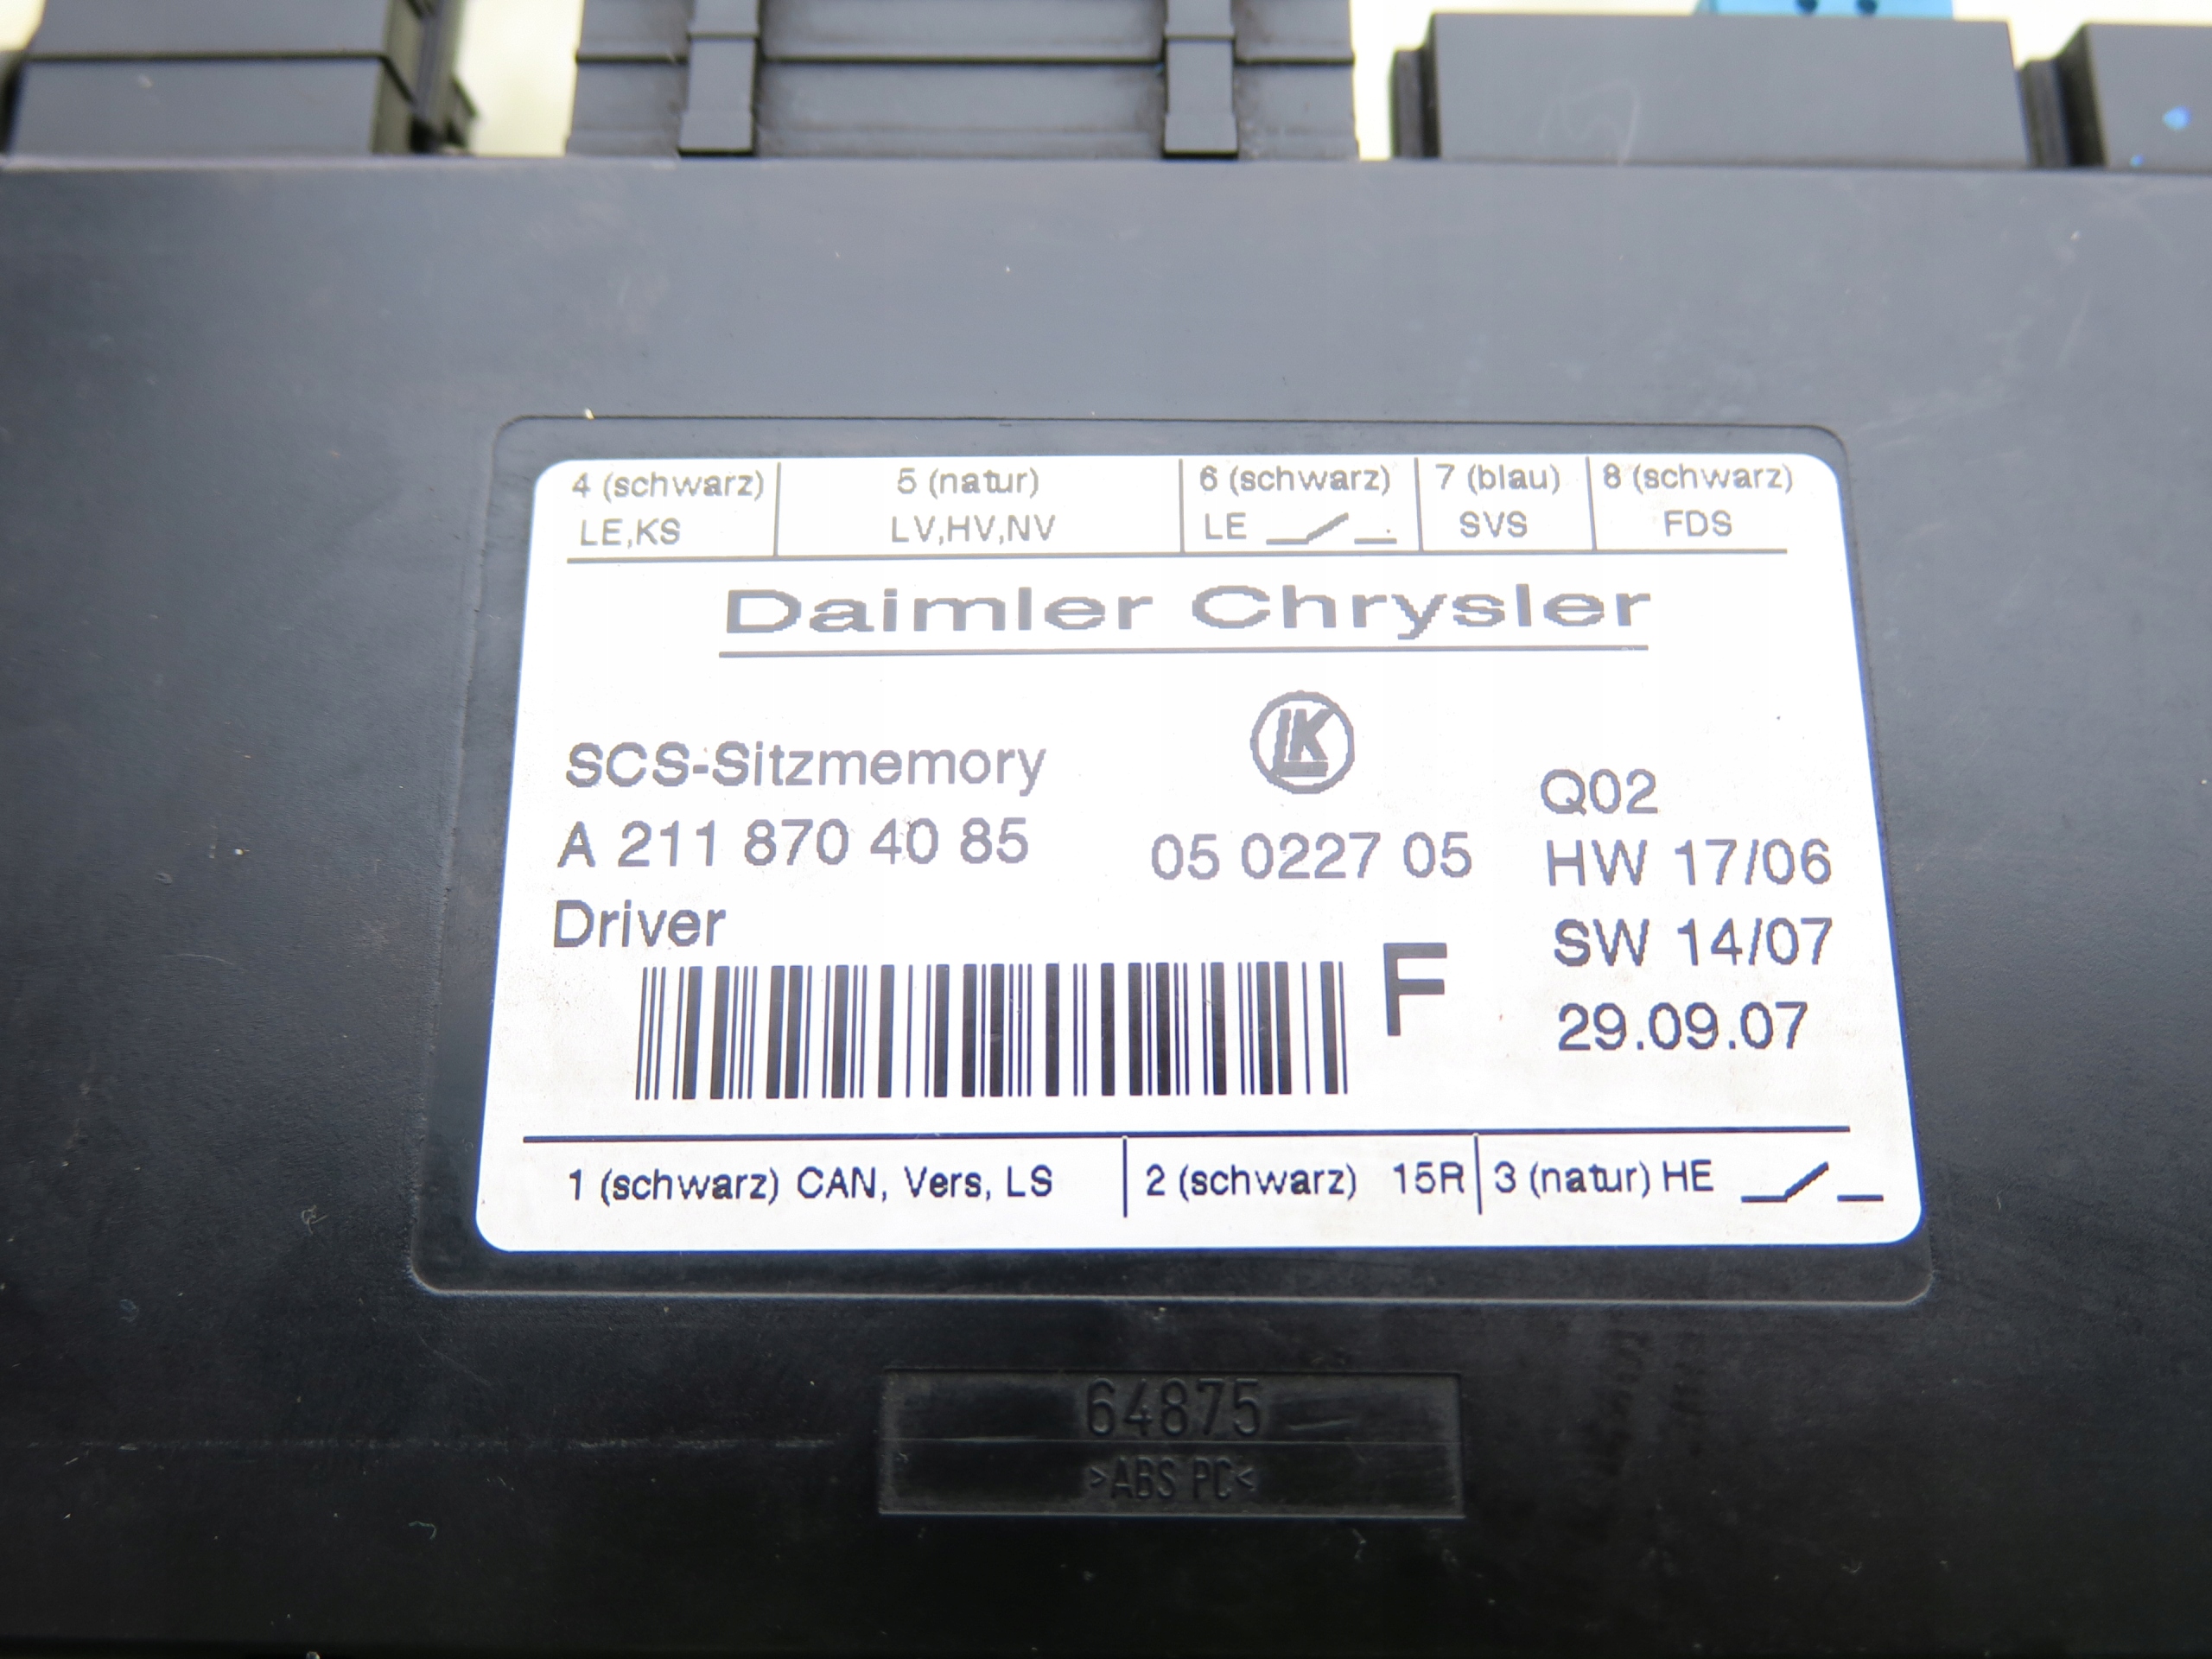 4 (schwarz) 5 (natur) 6 (schwarz) 7 (blau) 8 (schwarz)
LE,KS LV,HV,NV LE SVS FDS
Daimler Chrysler
LK
SCS-Sitzmemory Q02
A 211 870 40 85 05 0227 05 HW 17/06
Driver SW 14/07
F 29.09.07
1 (schwarz) CAN, Vers, LS 2 (schwarz) 15R 3 (natur) HE
64875
>ABS PC<